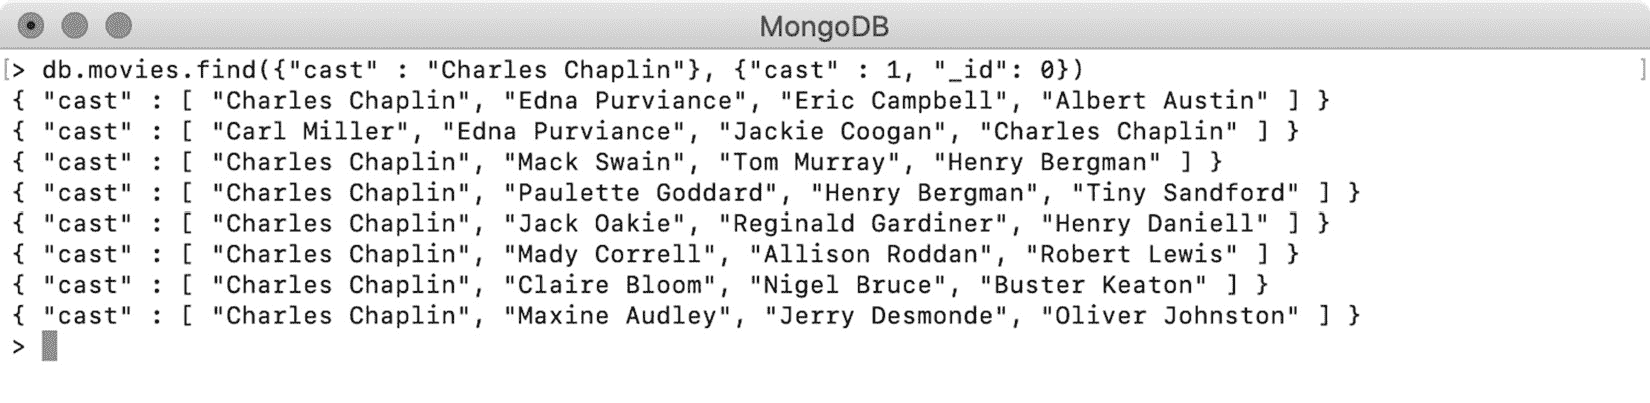 MongoDB
[> db.movies.find({"cast" : "Charles Chaplin"}, {"cast" : 1, "_id": 0}) ]
{ "cast" : [ "Charles Chaplin", "Edna Purviance", "Eric Campbell", "Albert Austin" ] }
{ "cast" : [ "Carl Miller", "Edna Purviance", "Jackie Coogan", "Charles Chaplin" ] }
{ "cast" : [ "Charles Chaplin", "Mack Swain", "Tom Murray", "Henry Bergman" ] }
{ "cast" : [ "Charles Chaplin", "Paulette Goddard", "Henry Bergman", "Tiny Sandford" ] }
{ "cast" : [ "Charles Chaplin", "Jack Oakie", "Reginald Gardiner", "Henry Daniell" ] }
{ "cast" : [ "Charles Chaplin", "Mady Correll", "Allison Roddan", "Robert Lewis" ] }
{ "cast" : [ "Charles Chaplin", "Claire Bloom", "Nigel Bruce", "Buster Keaton" ] }
{ "cast" : [ "Charles Chaplin", "Maxine Audley", "Jerry Desmonde", "Oliver Johnston" ] }
>